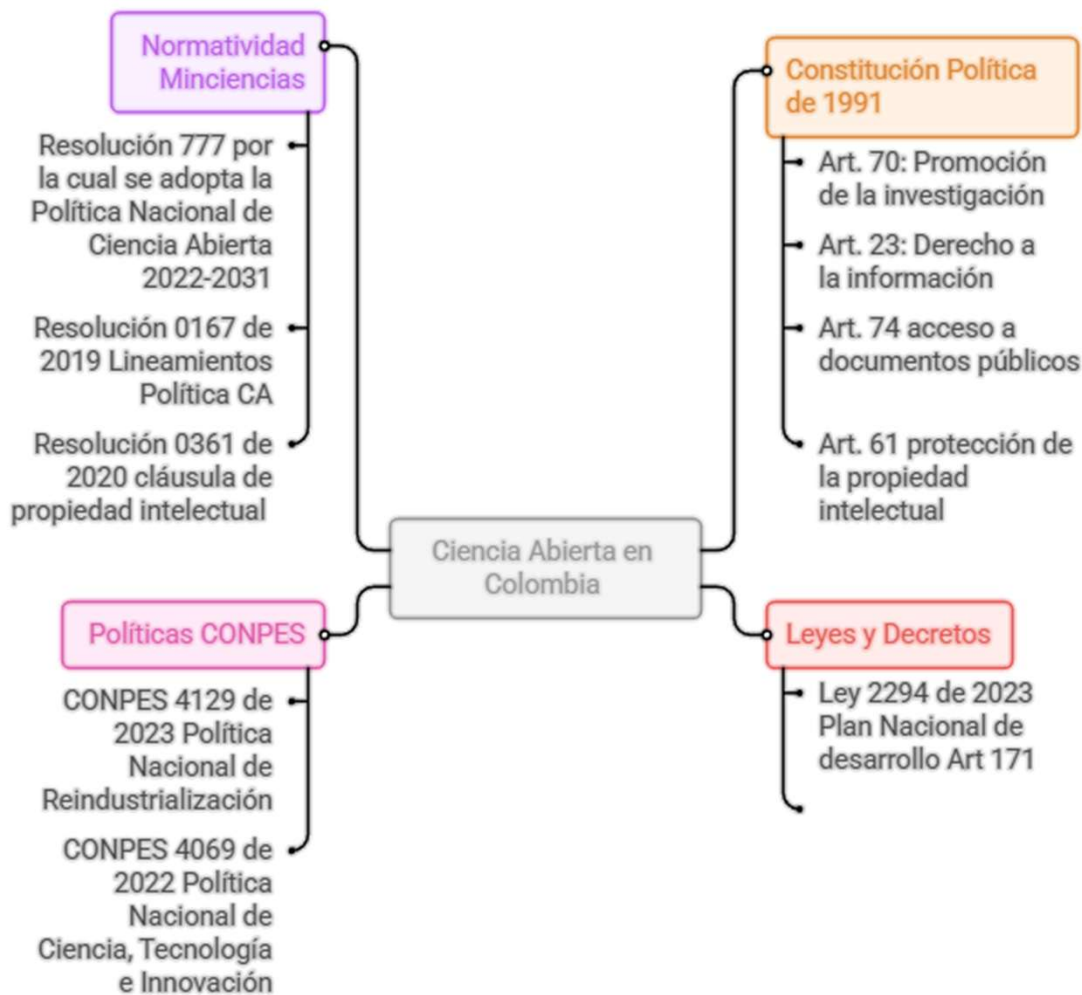 Normatividad
Minciencias
Resolución 777 por
la cual se adopta la
Política Nacional de
Ciencia Abierta
2022-2031
Resolución 0167 de
2019 Lineamientos
Política CA
Resolución 0361 de
2020 cláusula de
propiedad intelectual
Constitución Política
de 1991
Art. 70: Promoción
de la investigación
Art. 23: Derecho a
la información
Art. 74 acceso a
documentos públicos
Art. 61 protección de
la propiedad
intelectual
Ciencia Abierta en
Colombia
Políticas CONPES
CONPES 4129 de
2023 Política
Nacional de
Reindustrialización
CONPES 4069 de
2022 Política
Nacional de
Ciencia, Tecnología
e Innovación
Leyes y Decretos
Ley 2294 de 2023
Plan Nacional de
desarrollo Art 171